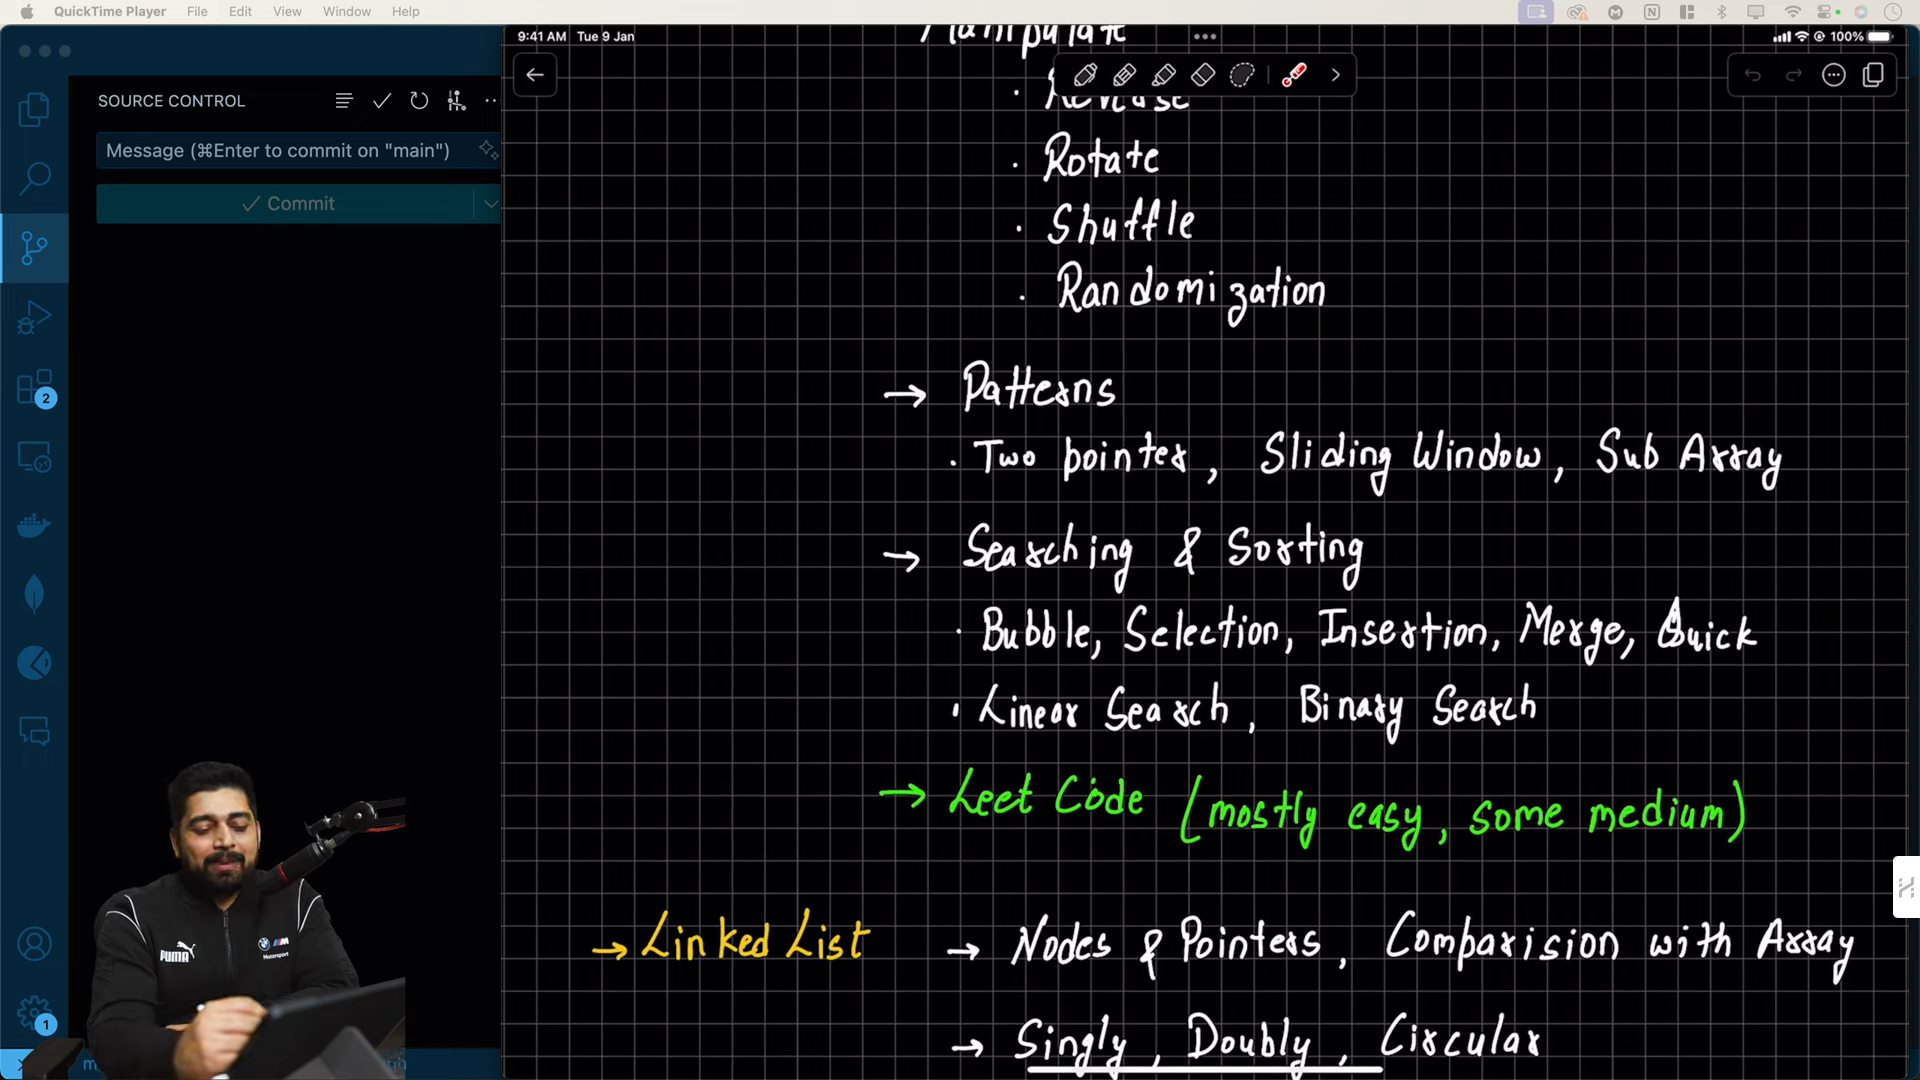 QuickTime Player File Edit View Window Help
9:41 AM Tue 9 Jan
100%
SOURCE CONTROL
Message (⌘Enter to commit on "main")
✓ Commit
2
1
PUMA
Motorsport
Manipulate
· Reverse
· Rotate
· Shuffle
· Randomization
→ Patterns
· Two pointer, Sliding Window, Sub Array
→ Searching & Sorting
· Bubble, Selection, Insertion, Merge, Quick
· Linear Search, Binary Search
→ Leet Code (mostly easy, some medium)
→ Linked List → Nodes & Pointers, Comparision with Array
→ Singly, Doubly, Circular